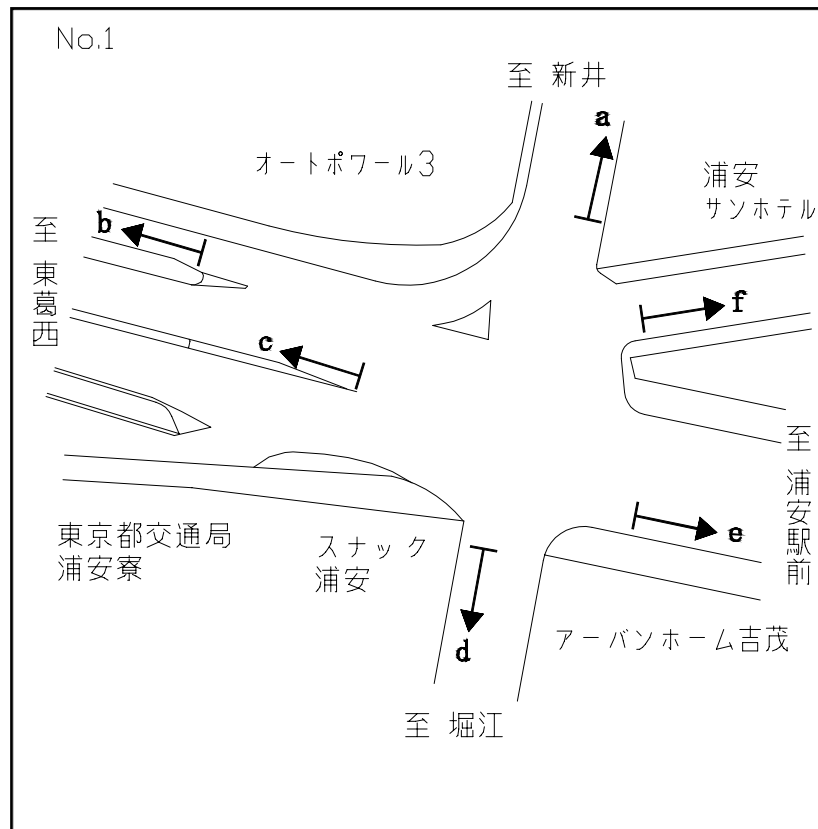 No.1
至 新井
a
オートポワール3
浦安
サンホテル
b
至 東葛西
f
c
至 浦安駅前
東京都交通局
浦安寮
スナック
浦安
e
d
アーバンホーム吉茂
至 堀江